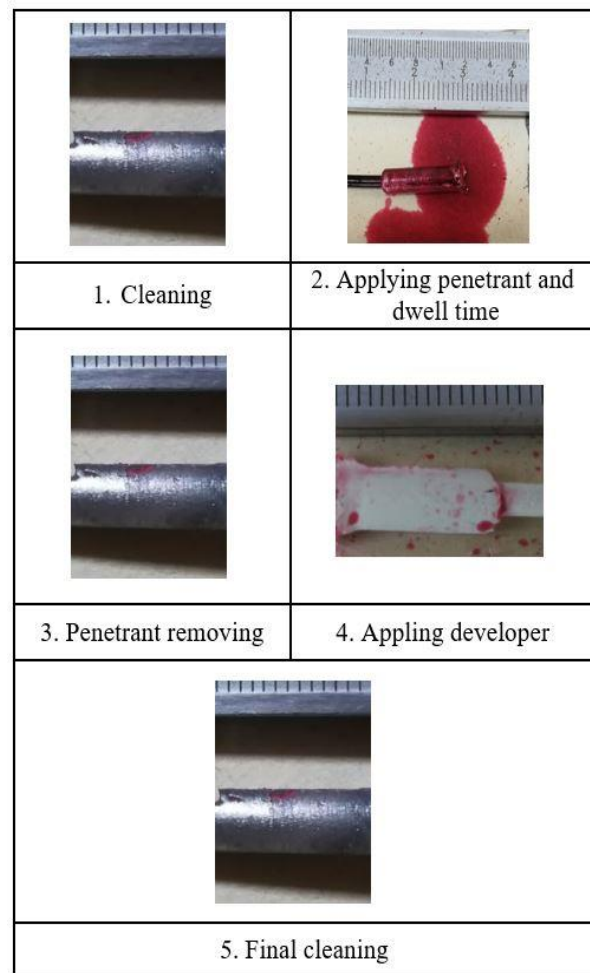 1. Cleaning
2. Applying penetrant and
dwell time
3. Penetrant removing
4. Appling developer
5. Final cleaning